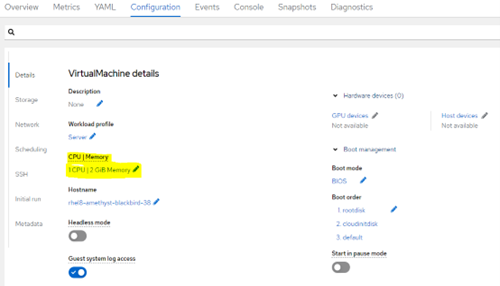 Overview Metrics YAML Configuration Events Console Snapshots Diagnostics
Details
Storage
Network
Scheduling
SSH
Initial run
Metadata
VirtualMachine details
Description
None
Workload profile
Server
CPU | Memory
1 CPU | 2 GiB Memory
Hostname
rhel8-amethyst-blackbird-38
Headless mode
Guest system log access
Hardware devices (0)
GPU devices
Not available
Host devices
Not available
Boot management
Boot mode
BIOS
Boot order
1. rootdisk
2. cloudinitdisk
3. default
Start in pause mode